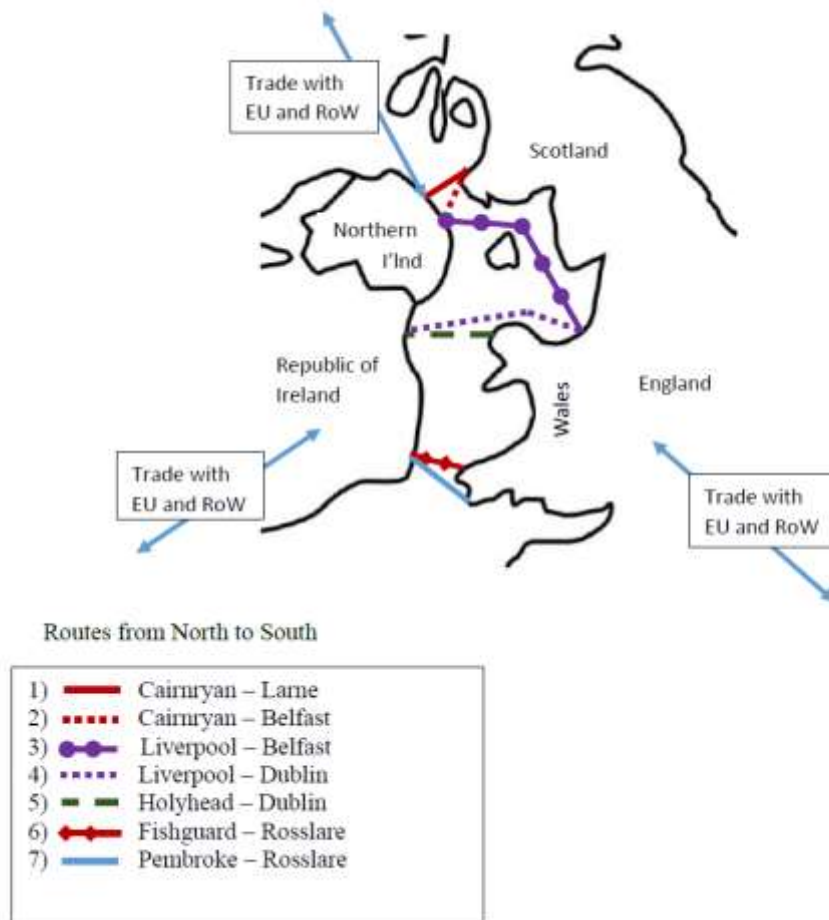 Trade with
EU and RoW
Scotland
Northern
I'lnd
Republic of
Ireland
Wales
England
Trade with
EU and RoW
Trade with
EU and RoW
Routes from North to South
1) Cairnryan – Larne
2) Cairnryan – Belfast
3) Liverpool – Belfast
4) Liverpool – Dublin
5) Holyhead – Dublin
6) Fishguard – Rosslare
7) Pembroke – Rosslare